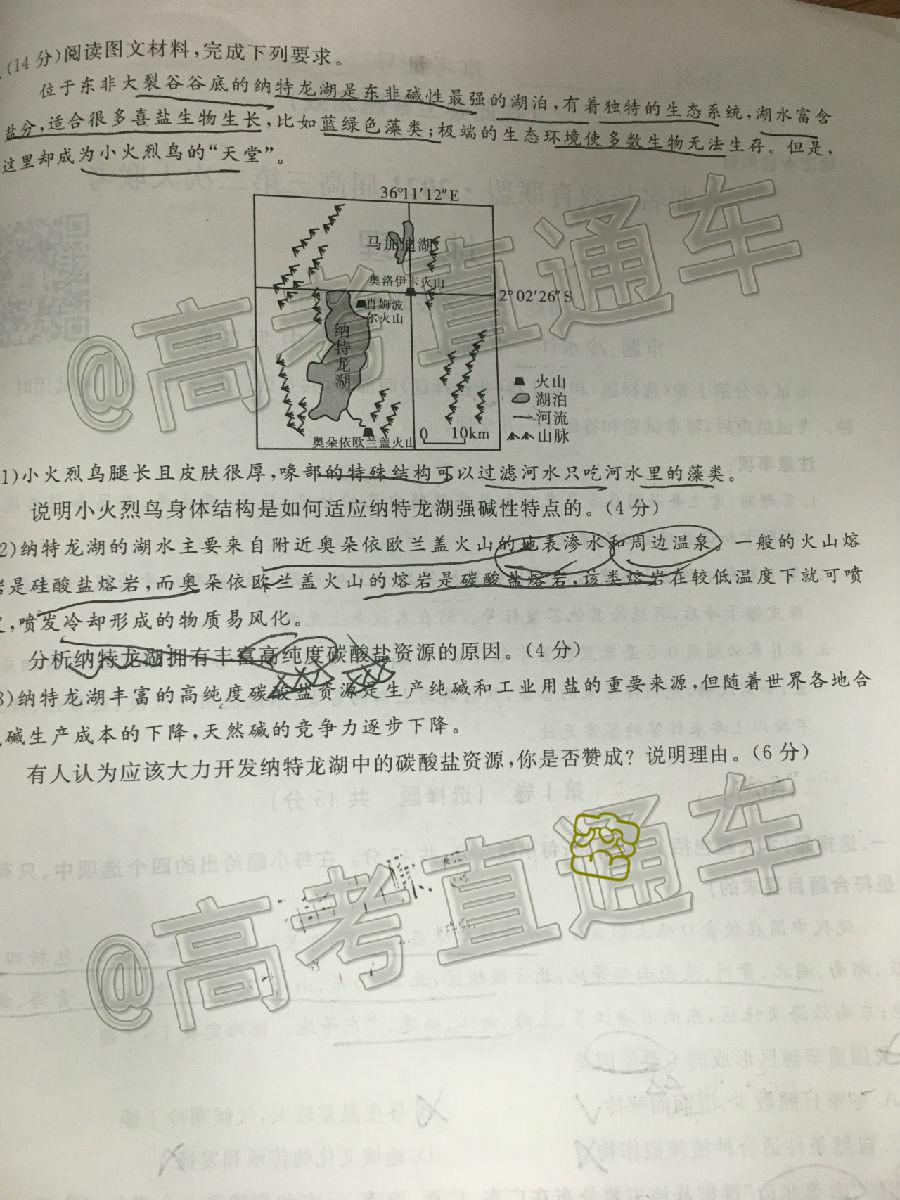 (14分)阅读图文材料,完成下列要求。
位于东非大裂谷谷底的纳特龙湖是东非碱性最强的湖泊,有着独特的生态系统,湖水富含
盐分,适合很多喜盐生物生长,比如蓝绿色藻类;极端的生态环境使多数生物无法生存。但是,
这里却成为小火烈鸟的“天堂”。
36°11′12″E
马加迪湖
奥洛伊卡火山
2°02′26″S
肖姆波
尔火山
纳特龙湖
火山
湖泊
河流
山脉
0 10km
奥朵依欧兰盖火山
1)小火烈鸟腿长且皮肤很厚,喙部的特殊结构可以过滤河水只吃河水里的藻类。
说明小火烈鸟身体结构是如何适应纳特龙湖强碱性特点的。(4分)
2)纳特龙湖的湖水主要来自附近奥朵依欧兰盖火山的地表渗水和周边温泉。一般的火山熔
岩是硅酸盐熔岩,而奥朵依欧兰盖火山的熔岩是碳酸盐熔岩,该类熔岩在较低温度下就可喷
,喷发冷却形成的物质易风化。
分析纳特龙湖拥有丰富高纯度碳酸盐资源的原因。(4分)
3)纳特龙湖丰富的高纯度碳酸盐资源是生产纯碱和工业用盐的重要来源,但随着世界各地合
成碱生产成本的下降,天然碱的竞争力逐步下降。
有人认为应该大力开发纳特龙湖中的碳酸盐资源,你是否赞成?说明理由。(6分)
@高考直通车
@高考直通车